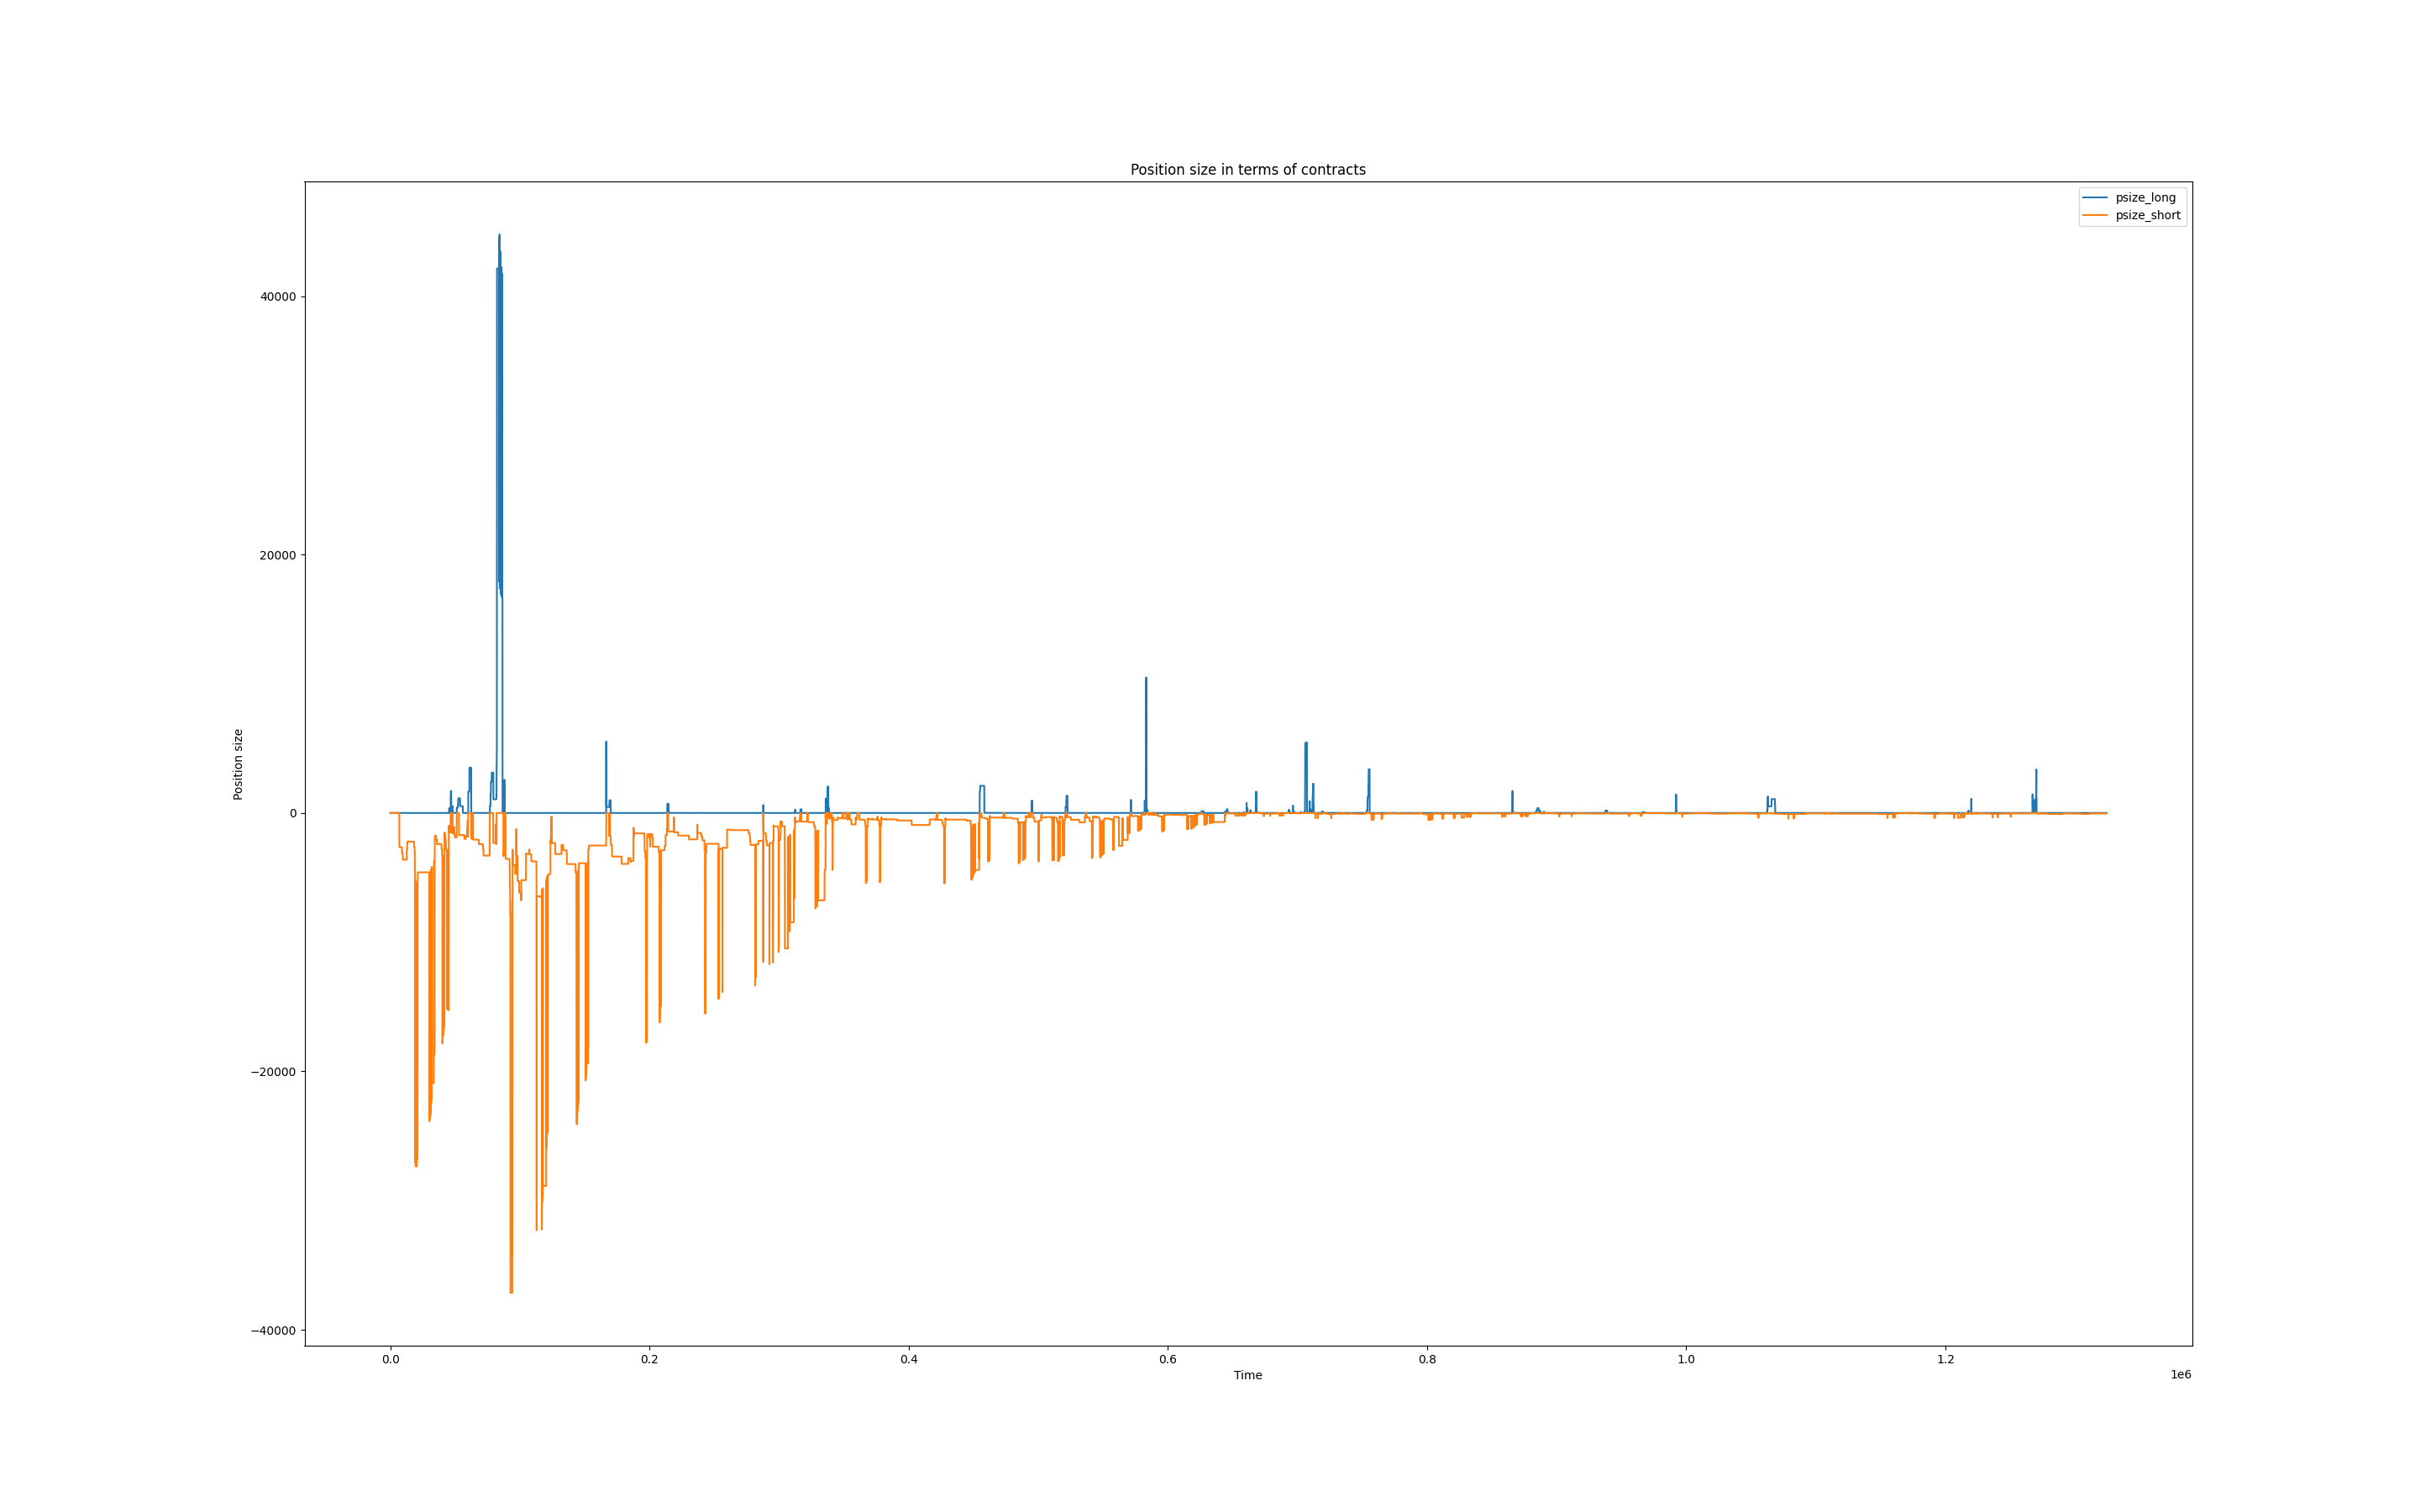 Position size in terms of contracts
psize_long
psize_short
Position size
40000
20000
0
−20000
−40000
0.0 0.2 0.4 0.6 0.8 1.0 1.2
Time
1e6